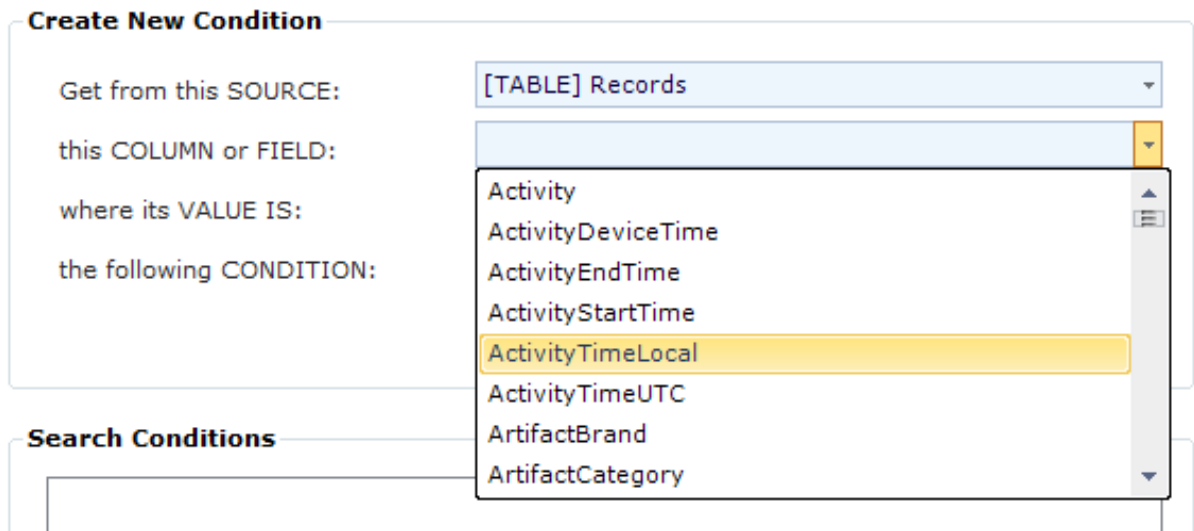 Create New Condition
Get from this SOURCE:
[TABLE] Records
this COLUMN or FIELD:
where its VALUE IS:
the following CONDITION:
Activity
ActivityDeviceTime
ActivityEndTime
ActivityStartTime
ActivityTimeLocal
ActivityTimeUTC
ArtifactBrand
ArtifactCategory
Search Conditions